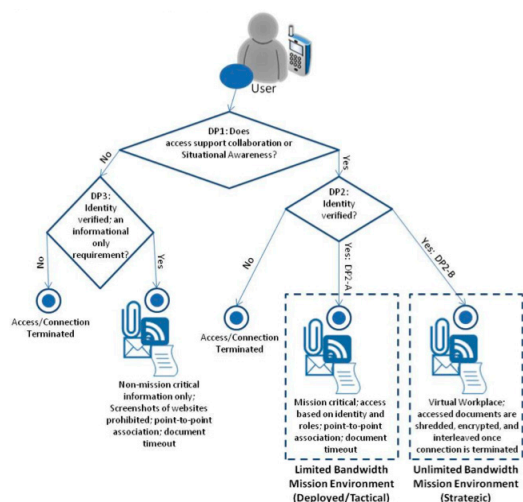 User
DP1: Does
access support collaboration or
Situational Awareness?
No
Yes
DP3:
Identity
verified; an
informational
only
requirement?
DP2:
Identity
verified?
No
Yes
No
Yes: DP2-A
Yes: DP2-B
Access/Connection
Terminated
Non-mission critical
information only;
Screenshots of websites
prohibited; point-to-point
association; document
timeout
Access/Connection
Terminated
Mission critical; access
based on identity and
roles; point-to-point
association; document
timeout
Virtual Workplace;
accessed documents are
shredded, encrypted, and
interleaved once
connection is terminated
Limited Bandwidth
Mission Environment
(Deployed/Tactical)
Unlimited Bandwidth
Mission Environment
(Strategic)